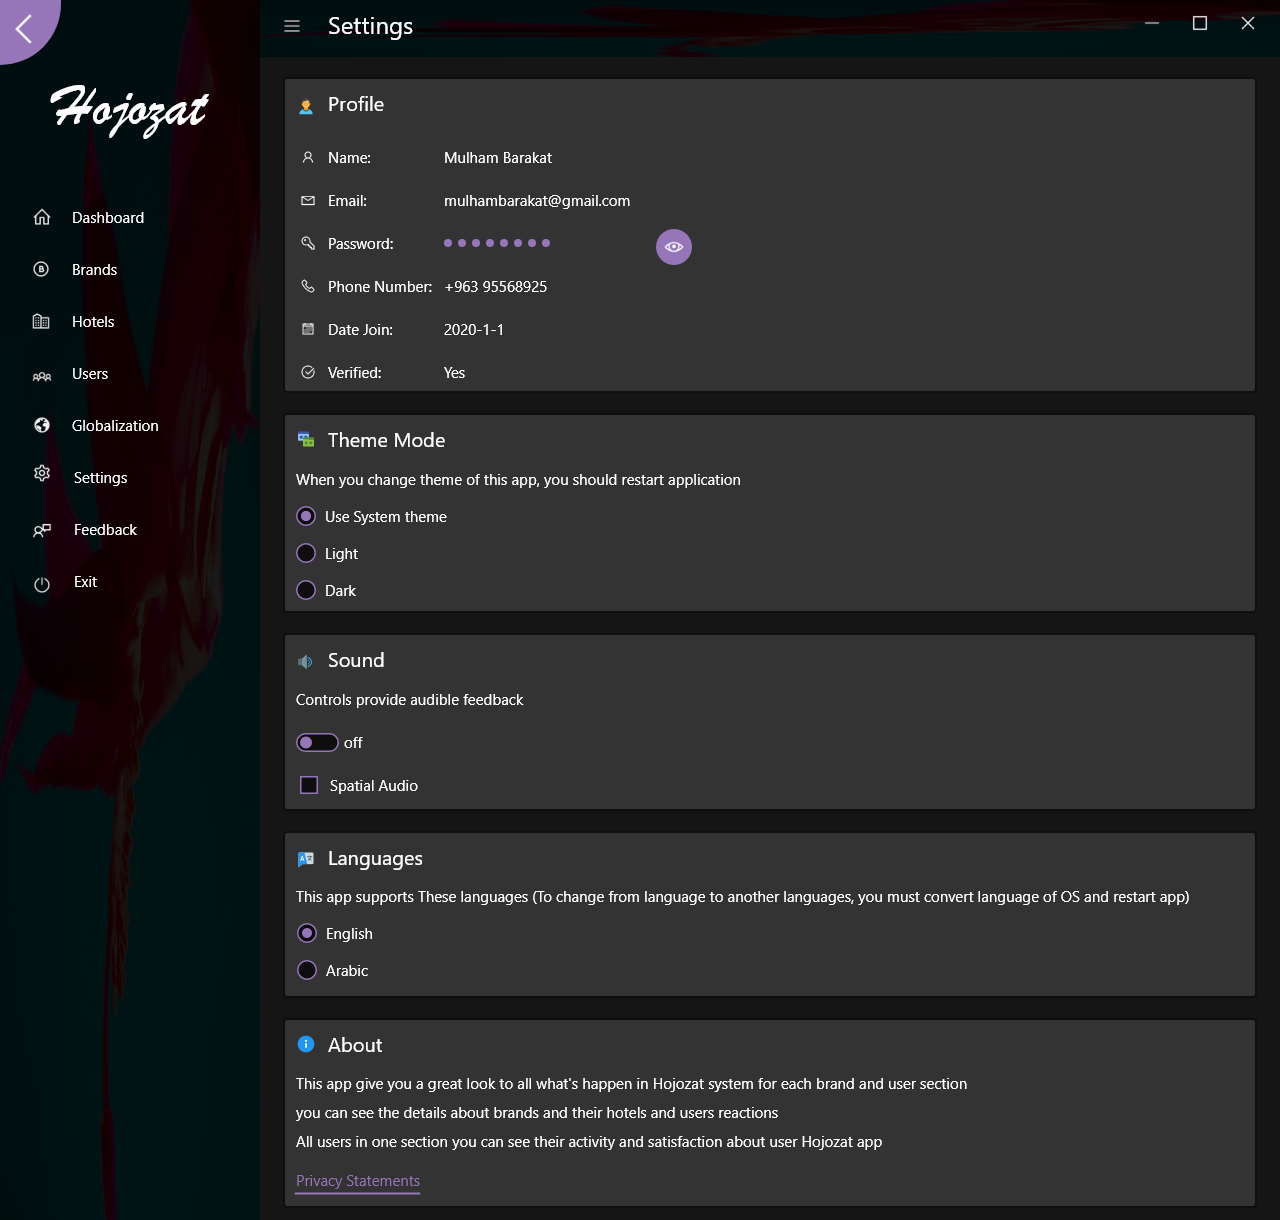 Settings
Hojozat
Dashboard
Brands
Hotels
Users
Globalization
Settings
Feedback
Exit
Profile
Name: Mulham Barakat
Email: mulhambarakat@gmail.com
Password:
Phone Number: +963 95568925
Date Join: 2020-1-1
Verified: Yes
Theme Mode
When you change theme of this app, you should restart application
Use System theme
Light
Dark
Sound
Controls provide audible feedback
off
Spatial Audio
Languages
This app supports These languages (To change from language to another languages, you must convert language of OS and restart app)
English
Arabic
About
This app give you a great look to all what's happen in Hojozat system for each brand and user section
you can see the details about brands and their hotels and users reactions
All users in one section you can see their activity and satisfaction about user Hojozat app
Privacy Statements